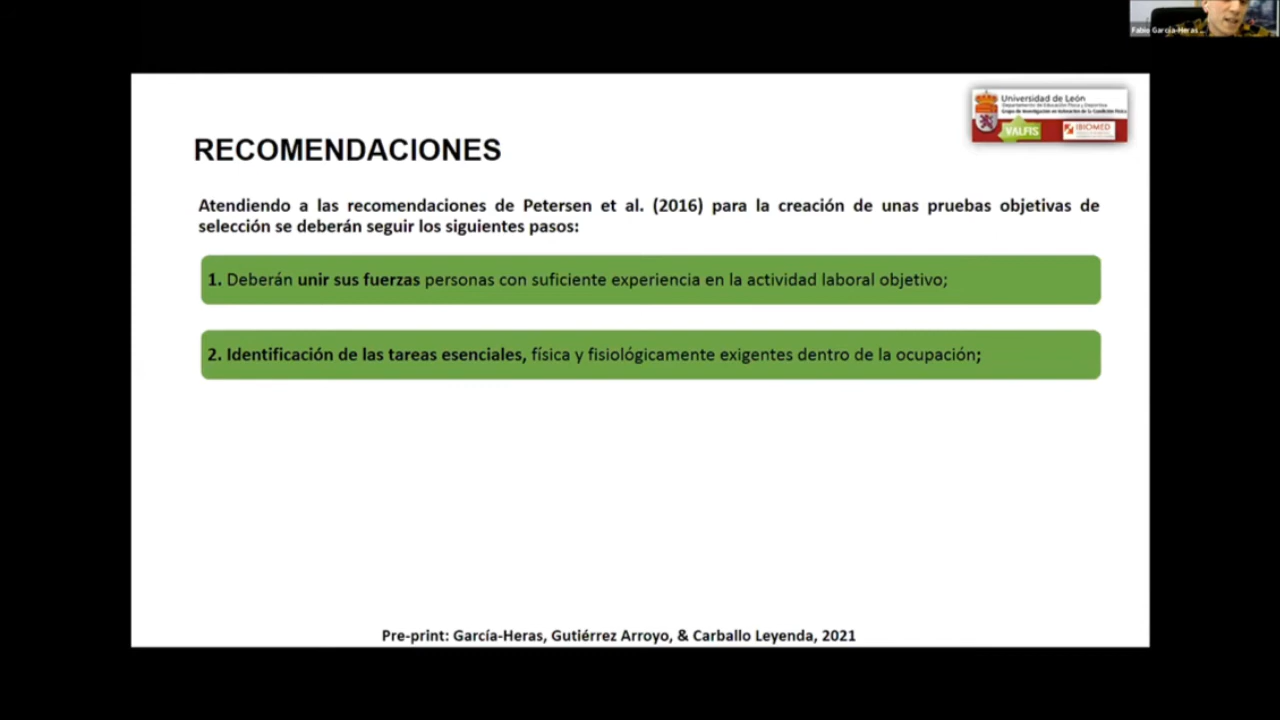 Fabio García-Heras...
Universidad de León
Departamento de Educación Física y Deportiva
Grupo de Investigación en Valoración de la Condición Física
VALFIS
IBIOMED
RECOMENDACIONES
Atendiendo a las recomendaciones de Petersen et al. (2016) para la creación de unas pruebas objetivas de
selección se deberán seguir los siguientes pasos:
1. Deberán unir sus fuerzas personas con suficiente experiencia en la actividad laboral objetivo;
2. Identificación de las tareas esenciales, física y fisiológicamente exigentes dentro de la ocupación;
Pre-print: García-Heras, Gutiérrez Arroyo, & Carballo Leyenda, 2021